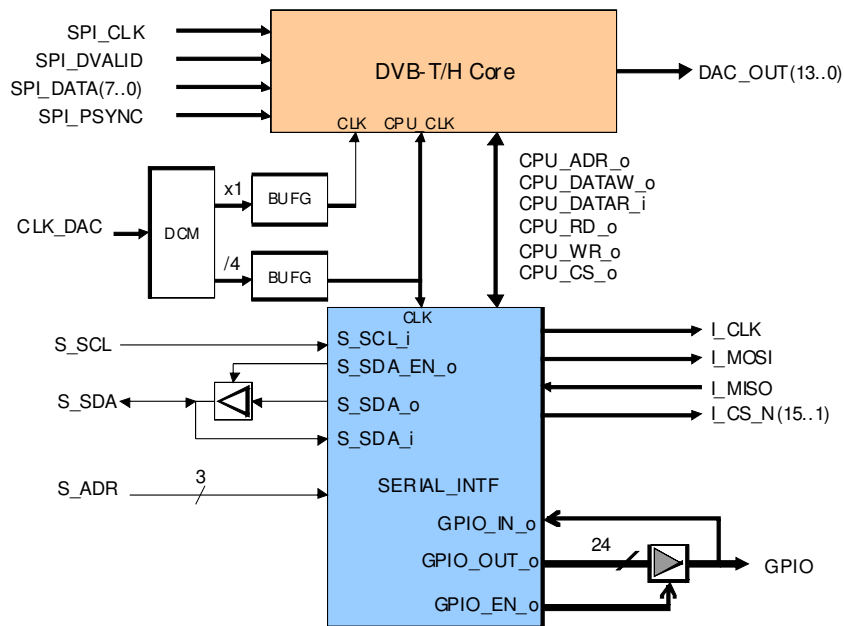 SPI_CLK
SPI_DVALID
SPI_DATA(7..0)
SPI_PSYNC
DVB-T/H Core
CLK CPU_CLK
DAC_OUT(13..0)
CPU_ADR_o
CPU_DATAW_o
CPU_DATAR_i
CPU_RD_o
CPU_WR_o
CPU_CS_o
CLK_DAC
DCM
x1
BUFG
/4
BUFG
CLK
S_SCL
S_SCL_i
S_SDA_EN_o
S_SDA
S_SDA_o
S_SDA_i
S_ADR
3
SERIAL_INTF
I_CLK
I_MOSI
I_MISO
I_CS_N(15..1)
GPIO_IN_o
GPIO_OUT_o
24
GPIO
GPIO_EN_o